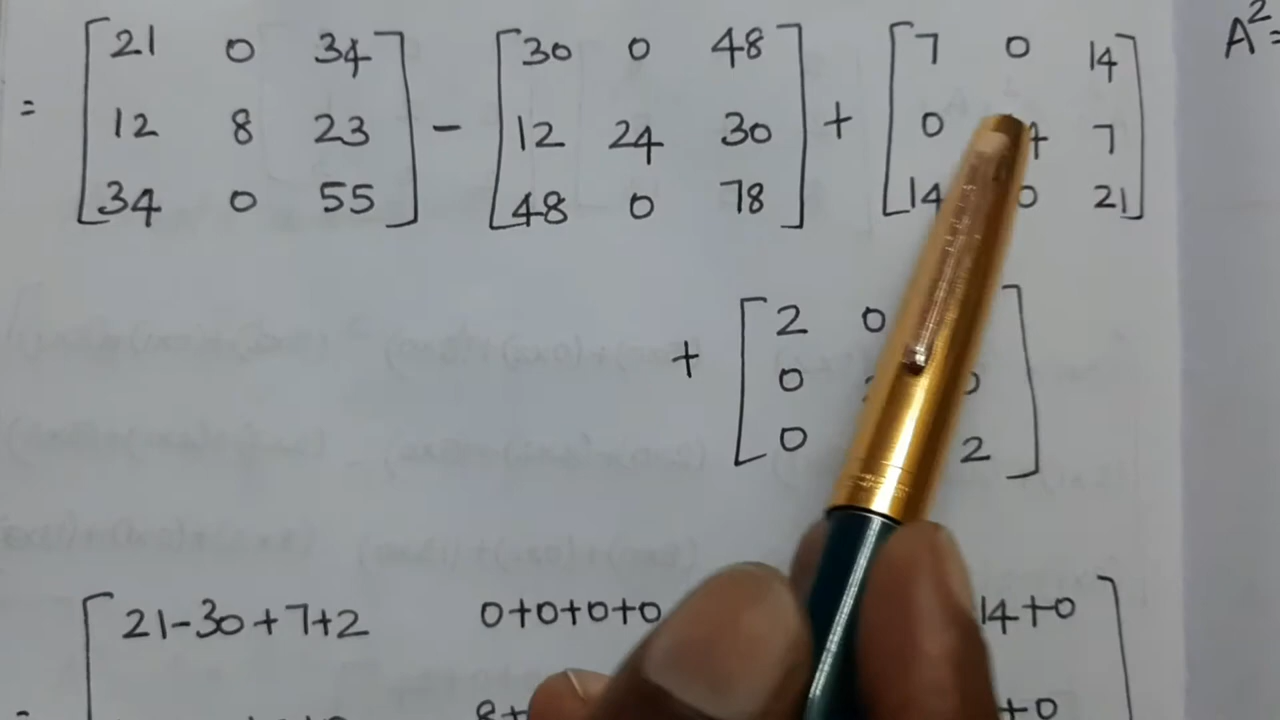 = [21 0 34] - [30 0 48] + [7 0 14] A²=
[12 8 23] [12 24 30] [0 7]
[34 0 55] [48 0 78] [14 0 21]
+ [2 0
0
0 2]
= [21-30+7+2 0+0+0+0 14+0]
8+ +0